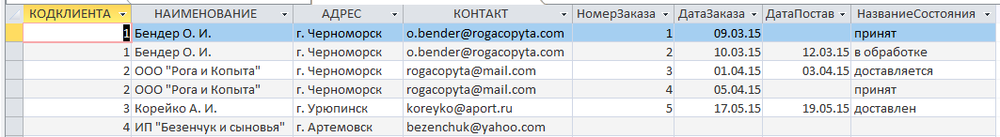 КОДКЛИЕНТА НАИМЕНОВАНИЕ АДРЕС КОНТАКТ НомерЗаказа ДатаЗаказа ДатаПостав НазваниеСостояния
1 Бендер О. И. г. Черноморск o.bender@rogacopyta.com 1 09.03.15 принят
1 Бендер О. И. г. Черноморск o.bender@rogacopyta.com 2 10.03.15 12.03.15 в обработке
2 ООО "Рога и Копыта" г. Черноморск rogacopyta@mail.com 3 01.04.15 03.04.15 доставляется
2 ООО "Рога и Копыта" г. Черноморск rogacopyta@mail.com 4 05.04.15 принят
3 Корейко А. И. г. Урюпинск koreyko@aport.ru 5 17.05.15 19.05.15 доставлен
4 ИП "Безенчук и сыновья" г. Артемовск bezenchuk@yahoo.com